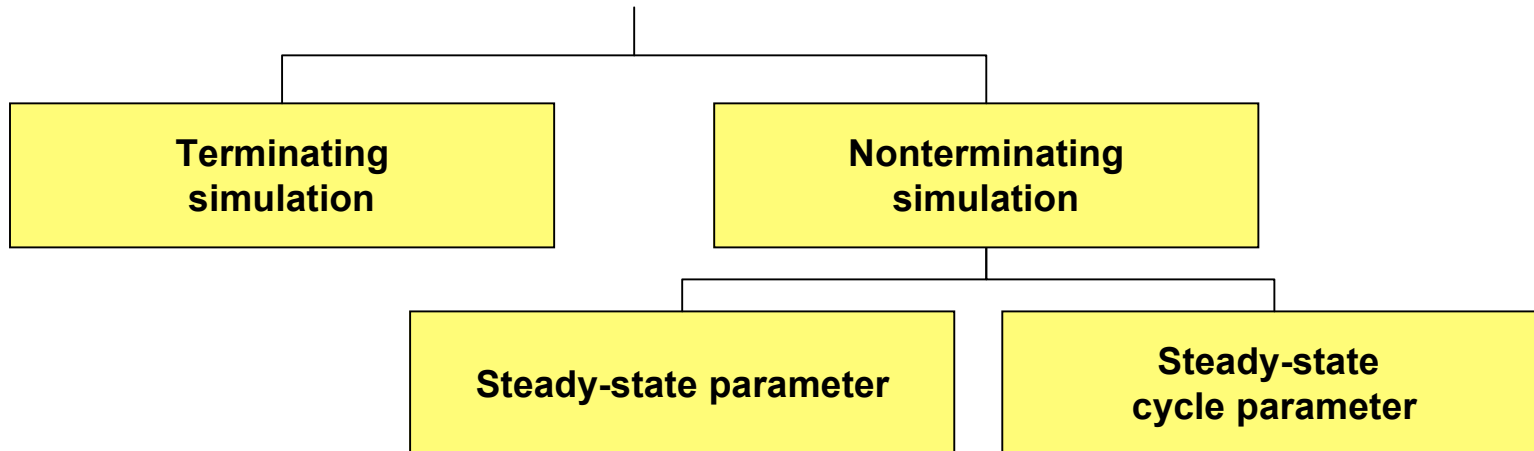 Terminating
simulation
Nonterminating
simulation
Steady-state parameter
Steady-state
cycle parameter